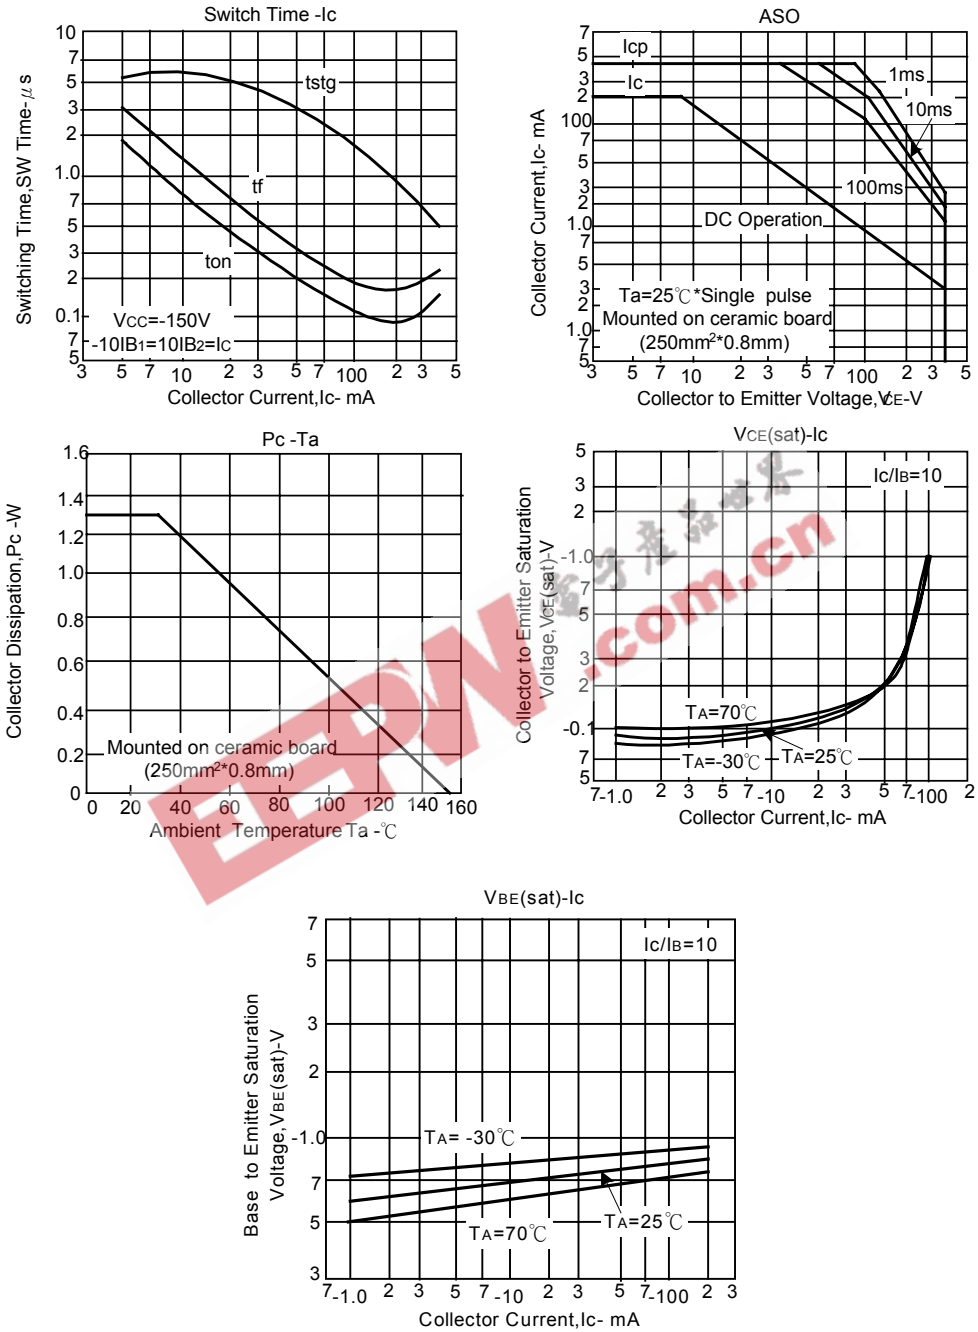 Switch Time -Ic
10
7
5
3
2
1.0
7
5
3
2
0.1
7
5
Switching Time,SW Time-μs
tstg
tf
ton
VCC=-150V
-10IB1=10IB2=IC
3 5 7 10 2 3 5 7 100 2 3 5
Collector Current,Ic- mA
ASO
7
5
3
2
100
7
5
3
2
1.0
7
5
3
2
1.0
7
5
Collector Current,Ic- mA
Icp
Ic
1ms
10ms
100ms
DC Operation
Ta=25℃*Single pulse
Mounted on ceramic board
(250mm²*0.8mm)
3 5 7 10 2 3 5 7 100 2 3 5
Collector to Emitter Voltage,VCE-V
Pc -Ta
1.6
1.4
1.2
1.0
0.8
0.6
0.4
0.2
0
Collector Dissipation,Pc -W
Mounted on ceramic board
(250mm²*0.8mm)
0 20 40 60 80 100 120 140 160
Ambient Temperature Ta -℃
VCE(sat)-Ic
5
3
2
-1.0
7
5
3
2
-0.1
7
5
Collector to Emitter Saturation
Voltage,VCE(sat)-V
Ic/IB=10
TA=70℃
TA=-30℃
TA=25℃
7 -1.0 2 3 5 7 -10 2 3 5 7 -100 2
Collector Current,Ic- mA
EEPW
電子產品世界
.com.cn
VBE(sat)-Ic
7
5
3
2
-1.0
7
5
3
Base to Emitter Saturation
Voltage,VBE(sat)-V
Ic/IB=10
TA= -30℃
TA=25℃
TA=70℃
7 -1.0 2 3 5 7 -10 2 3 5 7 -100 2 3
Collector Current,Ic- mA